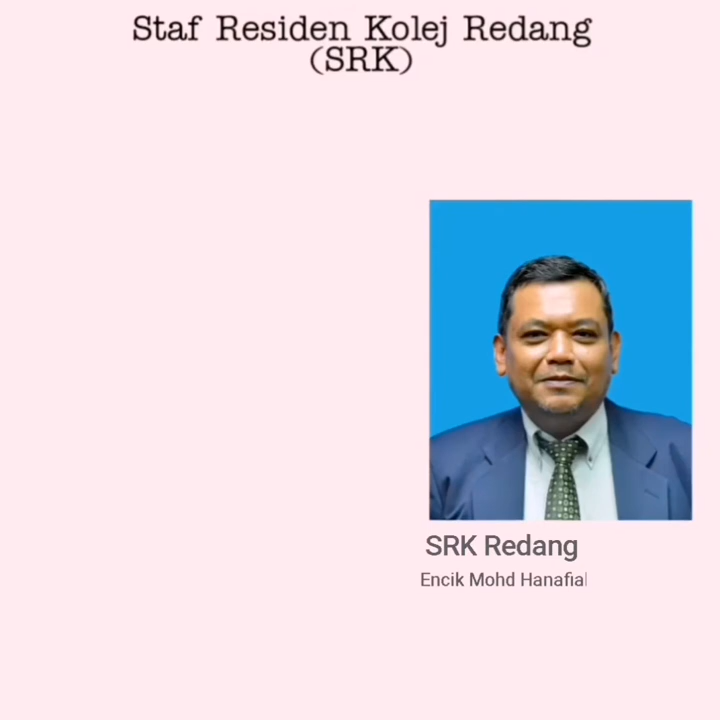 Staf Residen Kolej Redang
(SRK)
SRK Redang
Encik Mohd